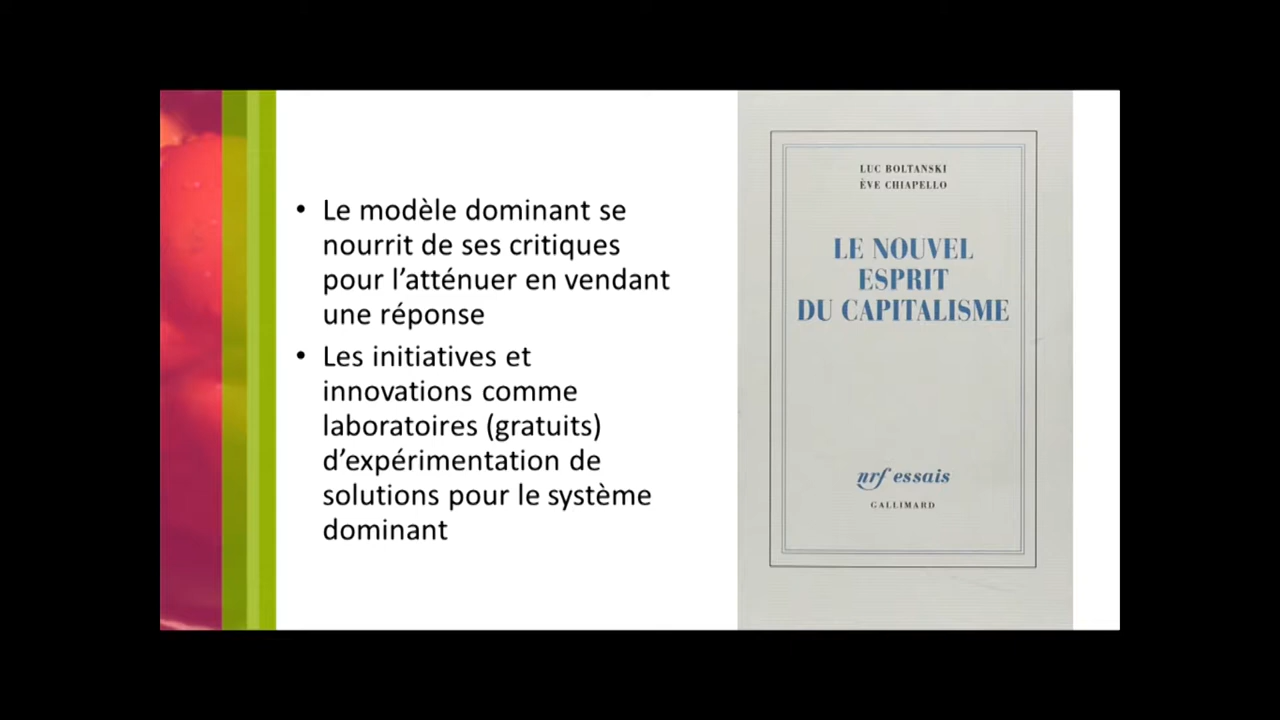 • Le modèle dominant se
nourrit de ses critiques
pour l’atténuer en vendant
une réponse
• Les initiatives et
innovations comme
laboratoires (gratuits)
d’expérimentation de
solutions pour le système
dominant
LUC BOLTANSKI
ÈVE CHIAPELLO
LE NOUVEL
ESPRIT
DU CAPITALISME
nrf essais
GALLIMARD